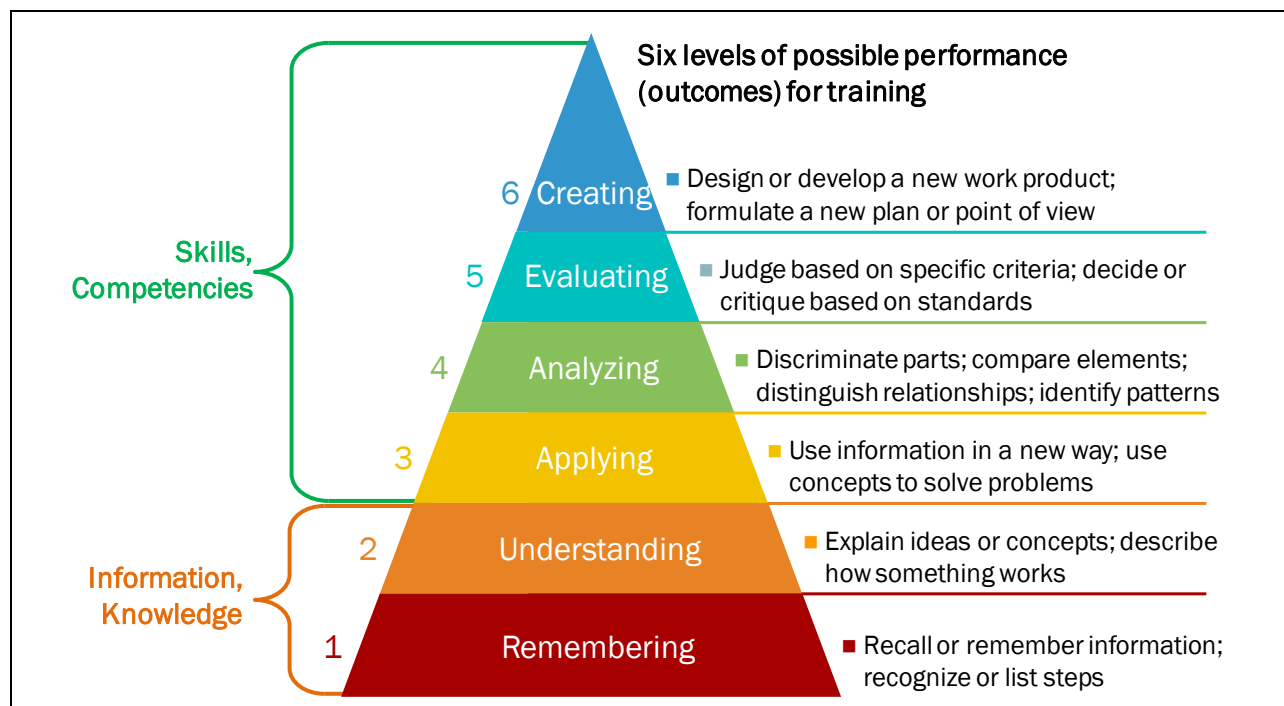 Six levels of possible performance
(outcomes) for training
6 Creating
■ Design or develop a new work product;
formulate a new plan or point of view
5 Evaluating
■ Judge based on specific criteria; decide or
critique based on standards
Skills,
Competencies
4 Analyzing
■ Discriminate parts; compare elements;
distinguish relationships; identify patterns
3 Applying
■ Use information in a new way; use
concepts to solve problems
2 Understanding
■ Explain ideas or concepts; describe
how something works
Information,
Knowledge
1 Remembering
■ Recall or remember information;
recognize or list steps